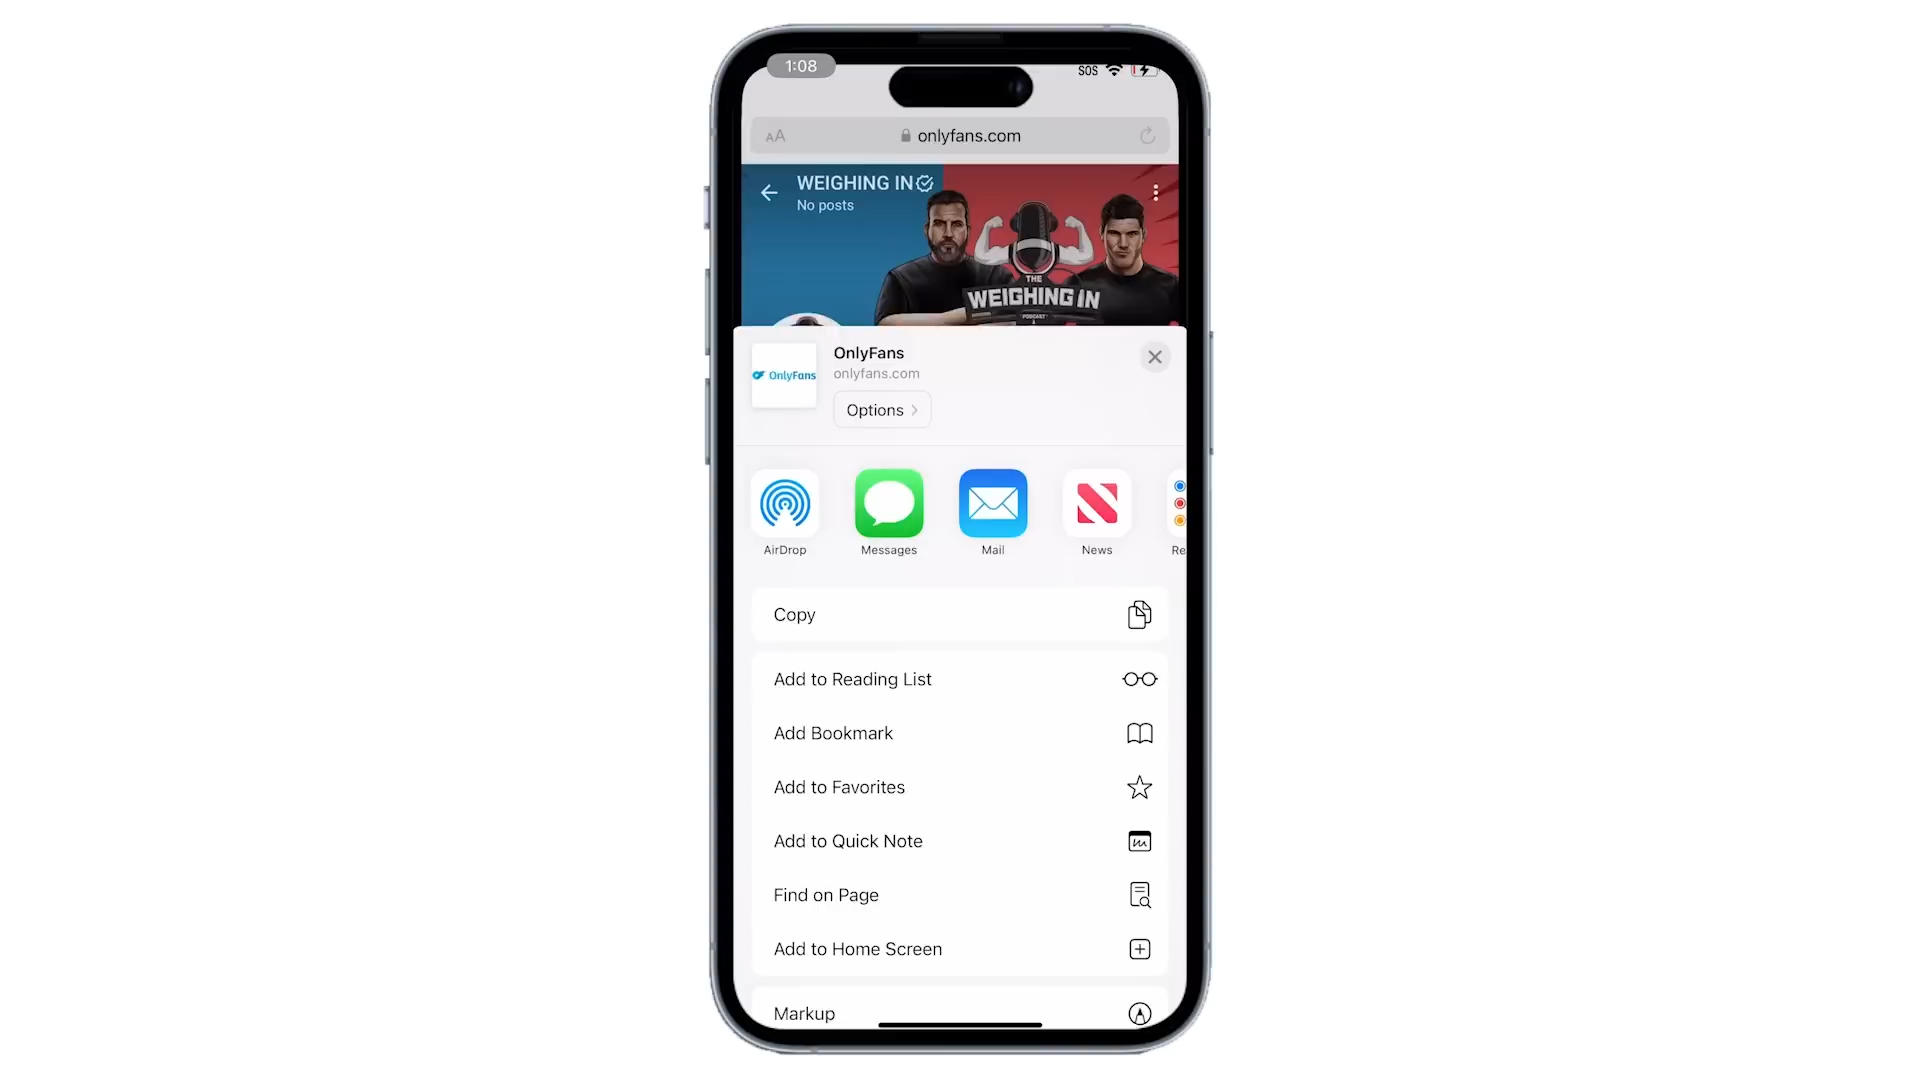 1:08
SOS
AA
onlyfans.com
WEIGHING IN
No posts
THE
WEIGHING IN
PODCAST
OnlyFans
OnlyFans
onlyfans.com
Options
AirDrop
Messages
Mail
News
Re
Copy
Add to Reading List
Add Bookmark
Add to Favorites
Add to Quick Note
Find on Page
Add to Home Screen
Markup